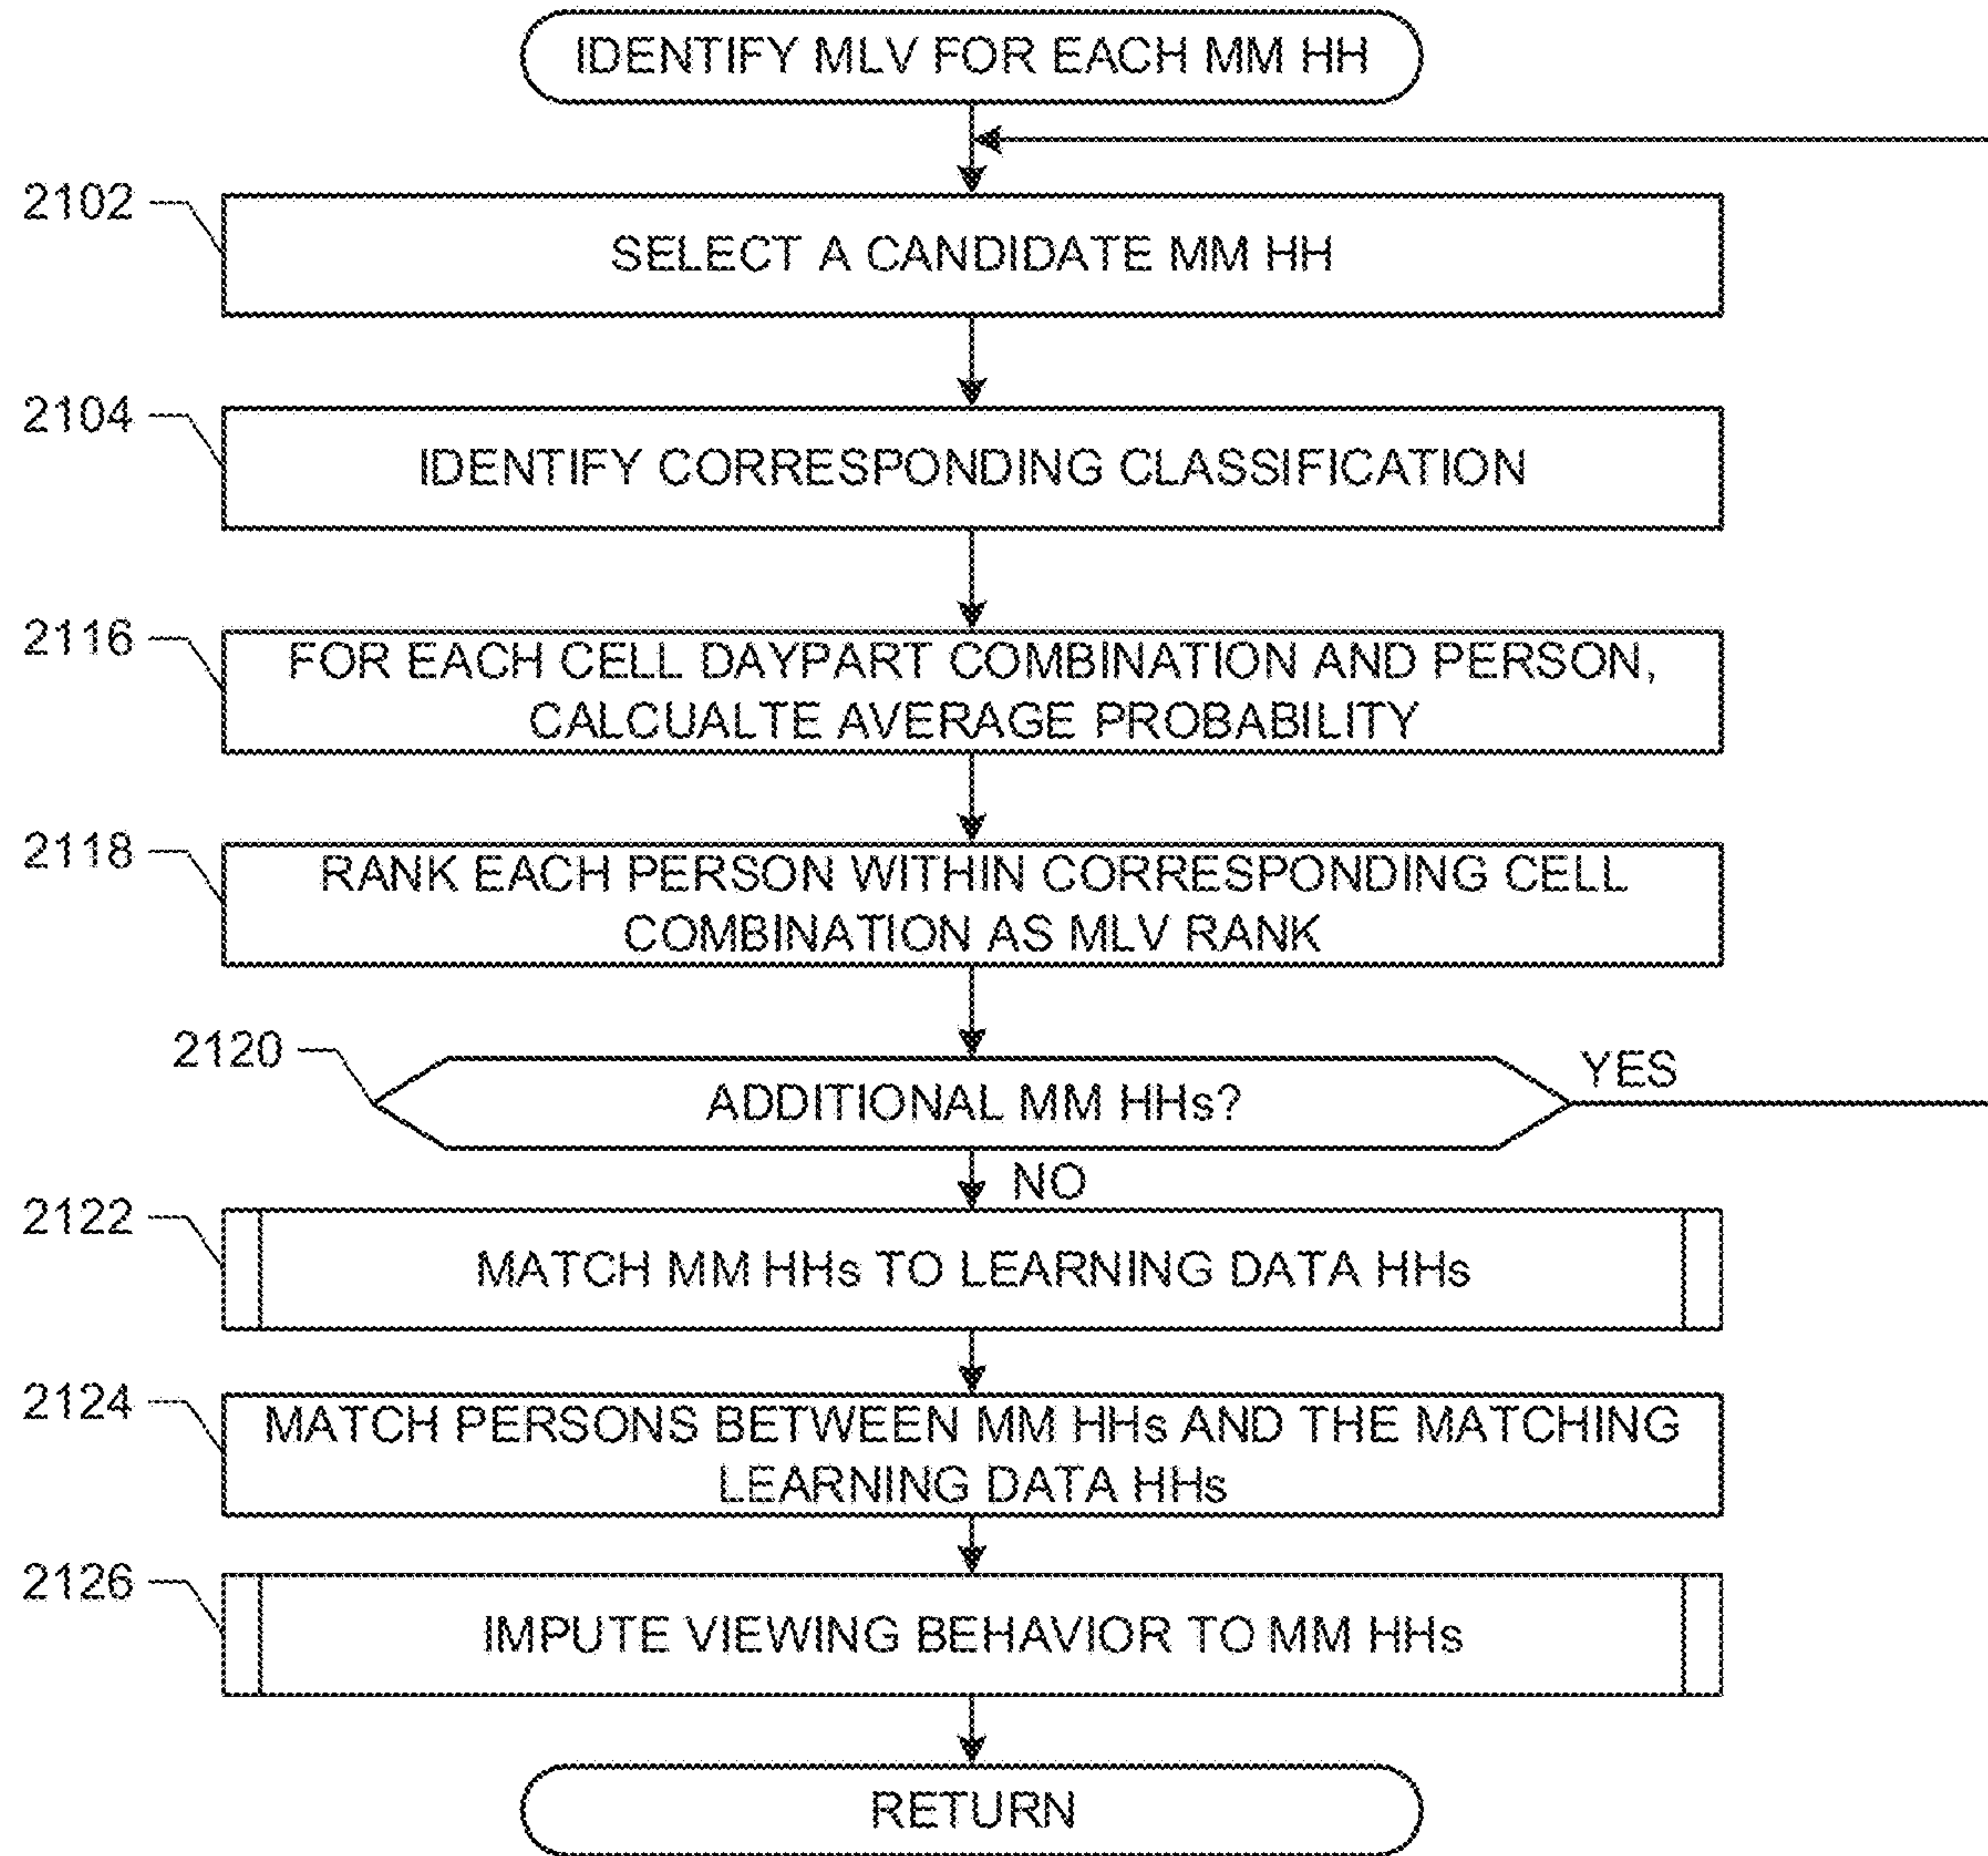 IDENTIFY MLV FOR EACH MM HH
2102
SELECT A CANDIDATE MM HH
2104
IDENTIFY CORRESPONDING CLASSIFICATION
2116
FOR EACH CELL DAYPART COMBINATION AND PERSON,
CALCUALTE AVERAGE PROBABILITY
2118
RANK EACH PERSON WITHIN CORRESPONDING CELL
COMBINATION AS MLV RANK
2120
ADDITIONAL MM HHs?
YES
NO
2122
MATCH MM HHs TO LEARNING DATA HHs
2124
MATCH PERSONS BETWEEN MM HHs AND THE MATCHING
LEARNING DATA HHs
2126
IMPUTE VIEWING BEHAVIOR TO MM HHs
RETURN